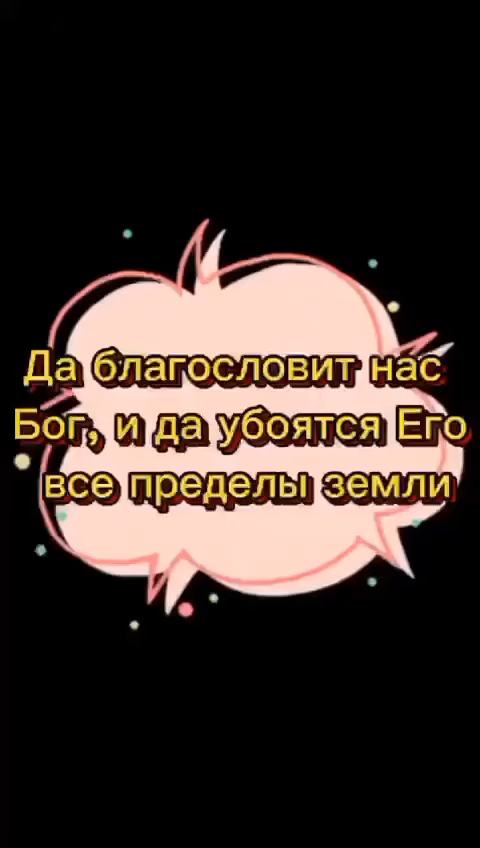 Да благословит нас
Бог, и да убоятся Его
все пределы земли